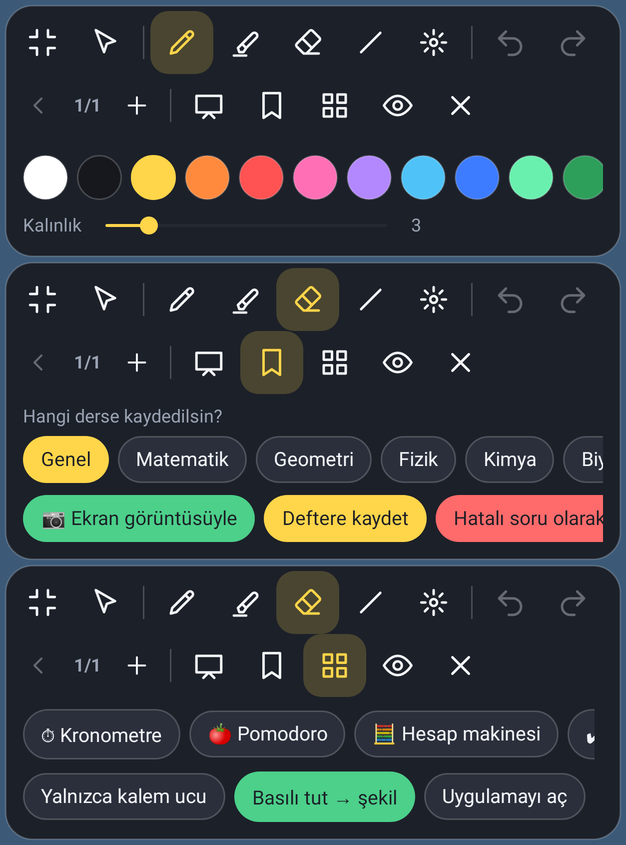 1/1
Kalınlık 3
1/1
Hangi derse kaydedilsin?
Genel Matematik Geometri Fizik Kimya
Ekran görüntüsüyle Deftere kaydet Hatalı soru olarak
1/1
Kronometre Pomodoro Hesap makinesi
Yalnızca kalem ucu Basılı tut → şekil Uygulamayı aç